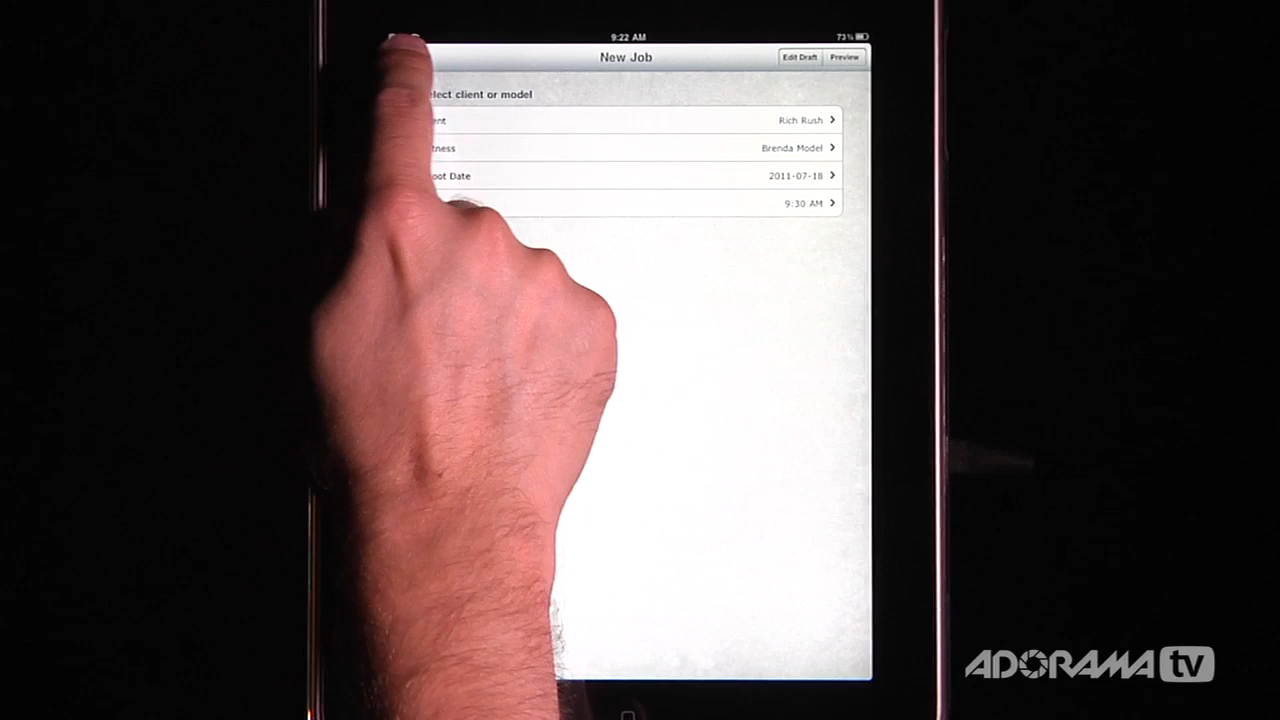 9:22 AM 73%
New Job Edit Draft Preview
lect client or model
ent Rich Rush
tness Brenda Model
oot Date 2011-07-18
9:30 AM
ADORAMA tv